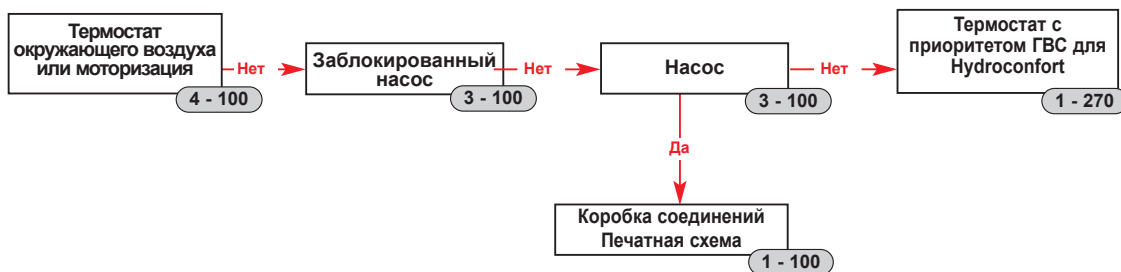 Термостат
окружающего воздуха
или моторизация
4 - 100
Нет
Заблокированный
насос
3 - 100
Нет
Насос
3 - 100
Нет
Термостат с
приоритетом ГВС для
Hydroconfort
1 - 270
Да
Коробка соединений
Печатная схема
1 - 100